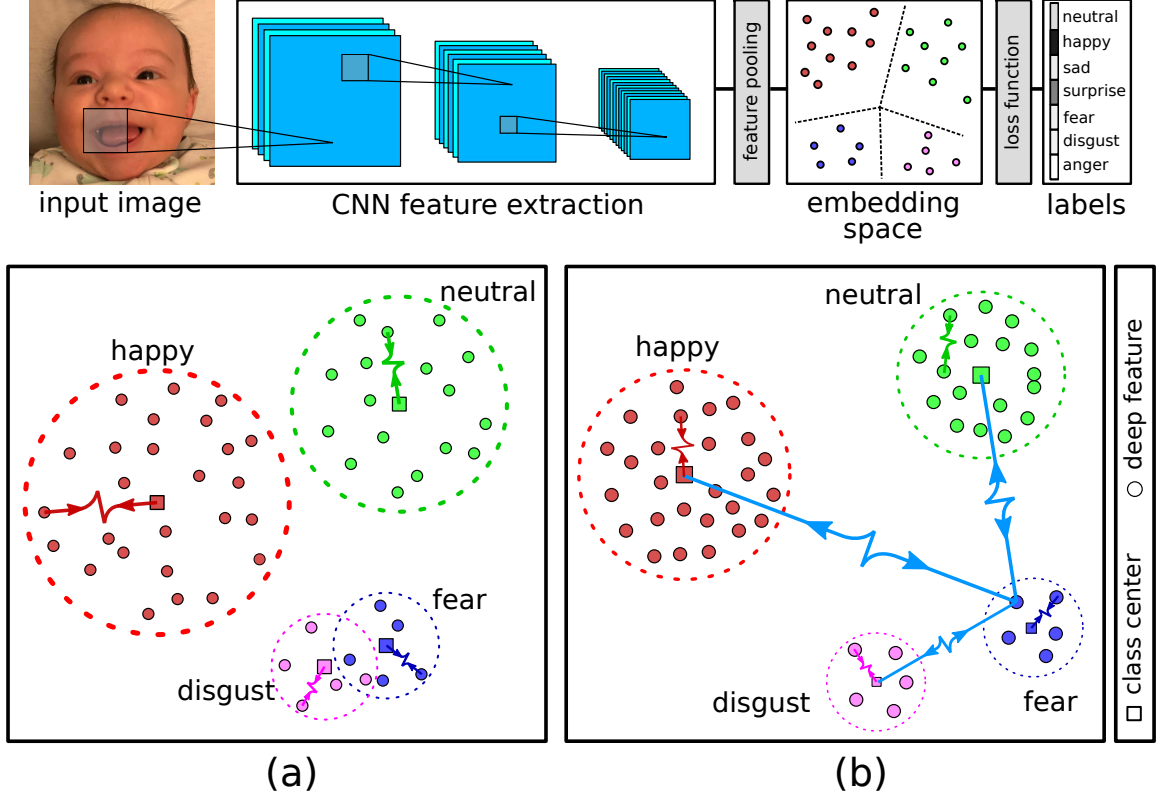 input image
CNN feature extraction
feature pooling
embedding
space
loss function
neutral
happy
sad
surprise
fear
disgust
anger
labels
happy
neutral
disgust
fear
(a)
happy
neutral
disgust
fear
(b)
class center
deep feature